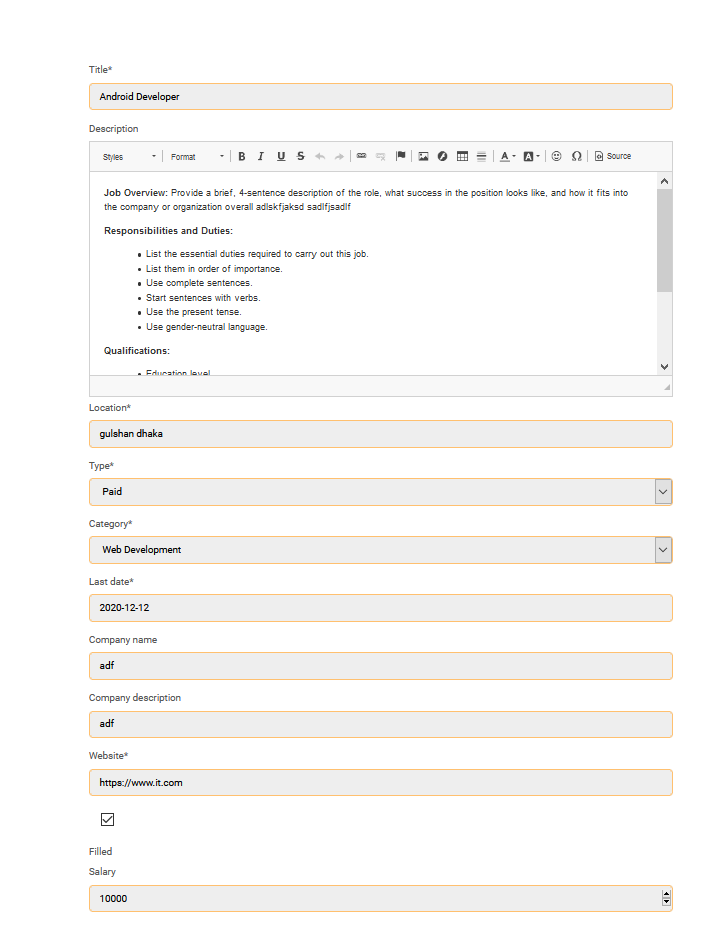 Title*
Android Developer
Description
Styles Format B I U S A A Source
Job Overview: Provide a brief, 4-sentence description of the role, what success in the position looks like, and how it fits into
the company or organization overall adlskfjaksd sadlfjsadlf
Responsibilities and Duties:
• List the essential duties required to carry out this job.
• List them in order of importance.
• Use complete sentences.
• Start sentences with verbs.
• Use the present tense.
• Use gender-neutral language.
Qualifications:
• Education level
Location*
gulshan dhaka
Type*
Paid
Category*
Web Development
Last date*
2020-12-12
Company name
adf
Company description
adf
Website*
https://www.it.com
Filled
Salary
10000